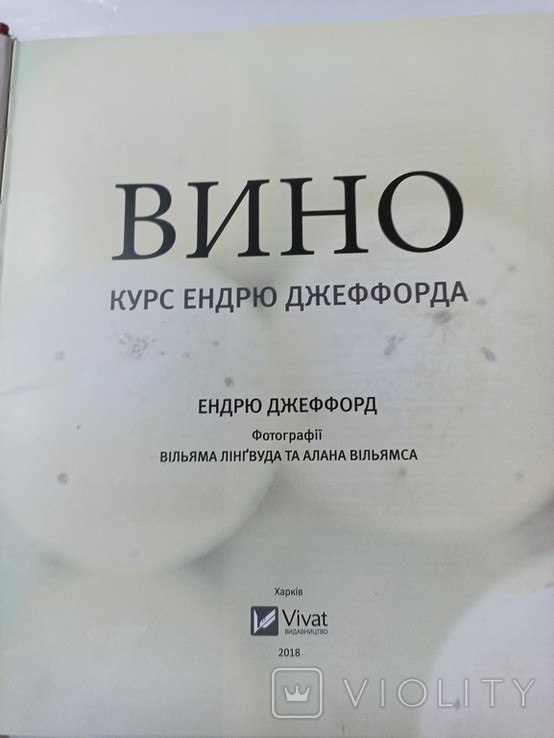 ВИНО
КУРС ЕНДРЮ ДЖЕФФОРДА
ЕНДРЮ ДЖЕФФОРД
Фотографії
ВІЛЬЯМА ЛІНҐВУДА ТА АЛАНА ВІЛЬЯМСА
Харків
Vivat
ВИДАВНИЦТВО
2018
VIOLITY